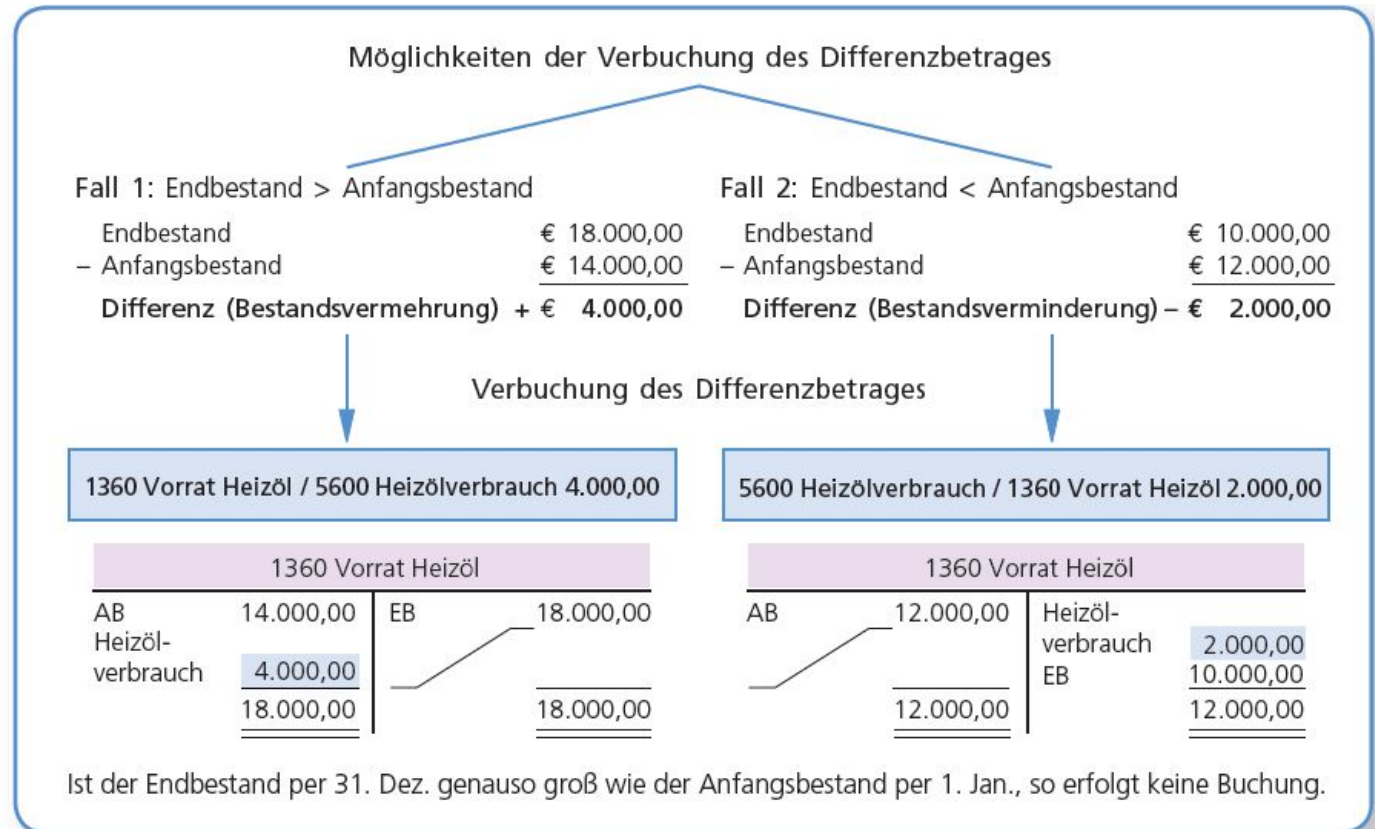 Möglichkeiten der Verbuchung des Differenzbetrages
Fall 1: Endbestand > Anfangsbestand
Endbestand € 18.000,00
– Anfangsbestand € 14.000,00
Differenz (Bestandsvermehrung) + € 4.000,00
Fall 2: Endbestand < Anfangsbestand
Endbestand € 10.000,00
– Anfangsbestand € 12.000,00
Differenz (Bestandsverminderung) – € 2.000,00
Verbuchung des Differenzbetrages
1360 Vorrat Heizöl / 5600 Heizölverbrauch 4.000,00
5600 Heizölverbrauch / 1360 Vorrat Heizöl 2.000,00
1360 Vorrat Heizöl
AB 14.000,00 EB 18.000,00
Heizöl-
verbrauch 4.000,00
18.000,00 18.000,00
1360 Vorrat Heizöl
AB 12.000,00 Heizöl-
verbrauch 2.000,00
EB 10.000,00
12.000,00 12.000,00
Ist der Endbestand per 31. Dez. genauso groß wie der Anfangsbestand per 1. Jan., so erfolgt keine Buchung.